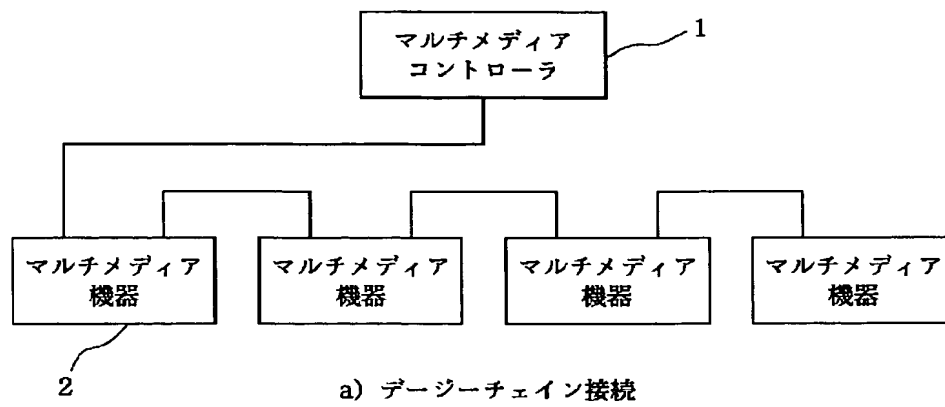 マルチメディア
コントローラ
1
マルチメディア
機器
マルチメディア
機器
マルチメディア
機器
マルチメディア
機器
2
a) デージーチェイン接続